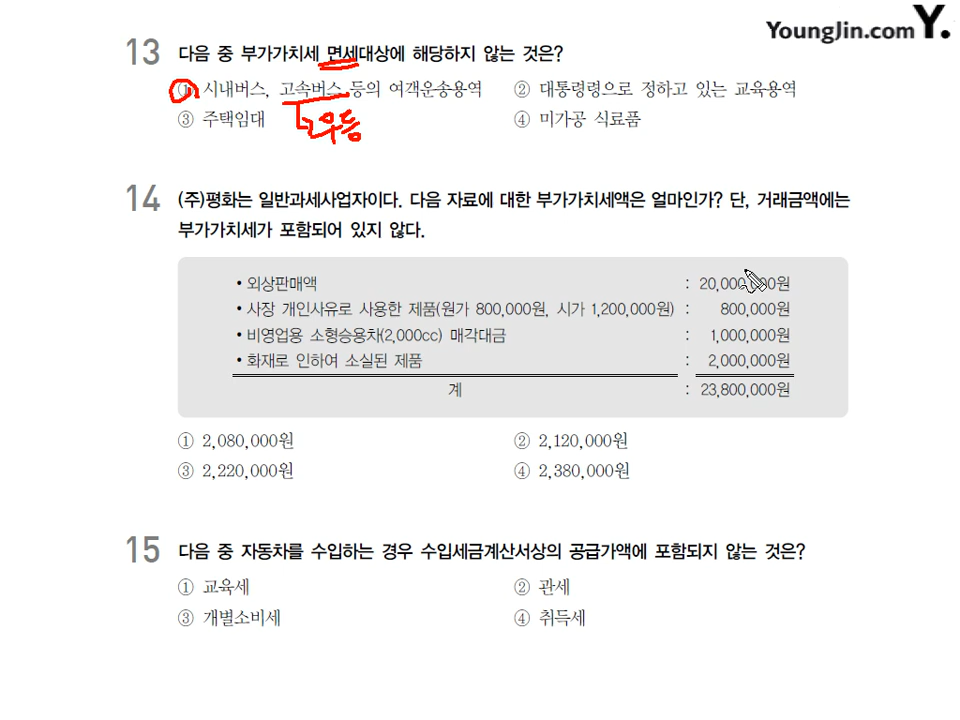 YoungJin.com Y.
13 다음 중 부가가치세 면세대상에 해당하지 않는 것은?
① 시내버스, 고속버스 등의 여객운송용역 ② 대통령령으로 정하고 있는 교육용역
③ 주택임대 ④ 미가공 식료품
우등
14 (주)평화는 일반과세사업자이다. 다음 자료에 대한 부가가치세액은 얼마인가? 단, 거래금액에는
부가가치세가 포함되어 있지 않다.
• 외상판매액 : 20,000,000원
• 사장 개인사유로 사용한 제품(원가 800,000원, 시가 1,200,000원) : 800,000원
• 비영업용 소형승용차(2,000cc) 매각대금 : 1,000,000원
• 화재로 인하여 소실된 제품 : 2,000,000원
계 : 23,800,000원
① 2,080,000원 ② 2,120,000원
③ 2,220,000원 ④ 2,380,000원
15 다음 중 자동차를 수입하는 경우 수입세금계산서상의 공급가액에 포함되지 않는 것은?
① 교육세 ② 관세
③ 개별소비세 ④ 취득세